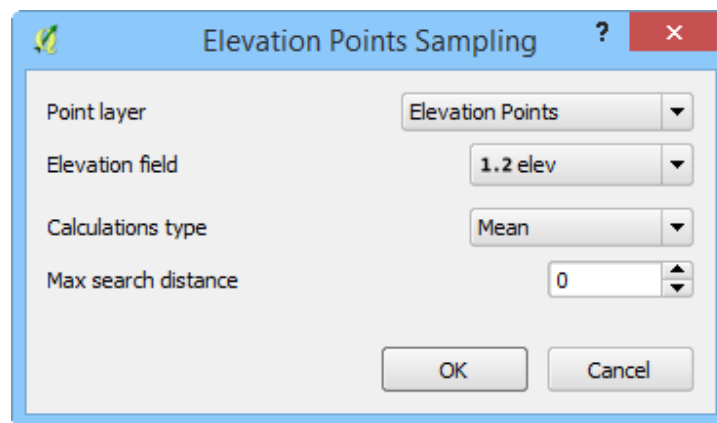 Elevation Points Sampling ? ×
Point layer Elevation Points
Elevation field 1.2 elev
Calculations type Mean
Max search distance 0
OK Cancel